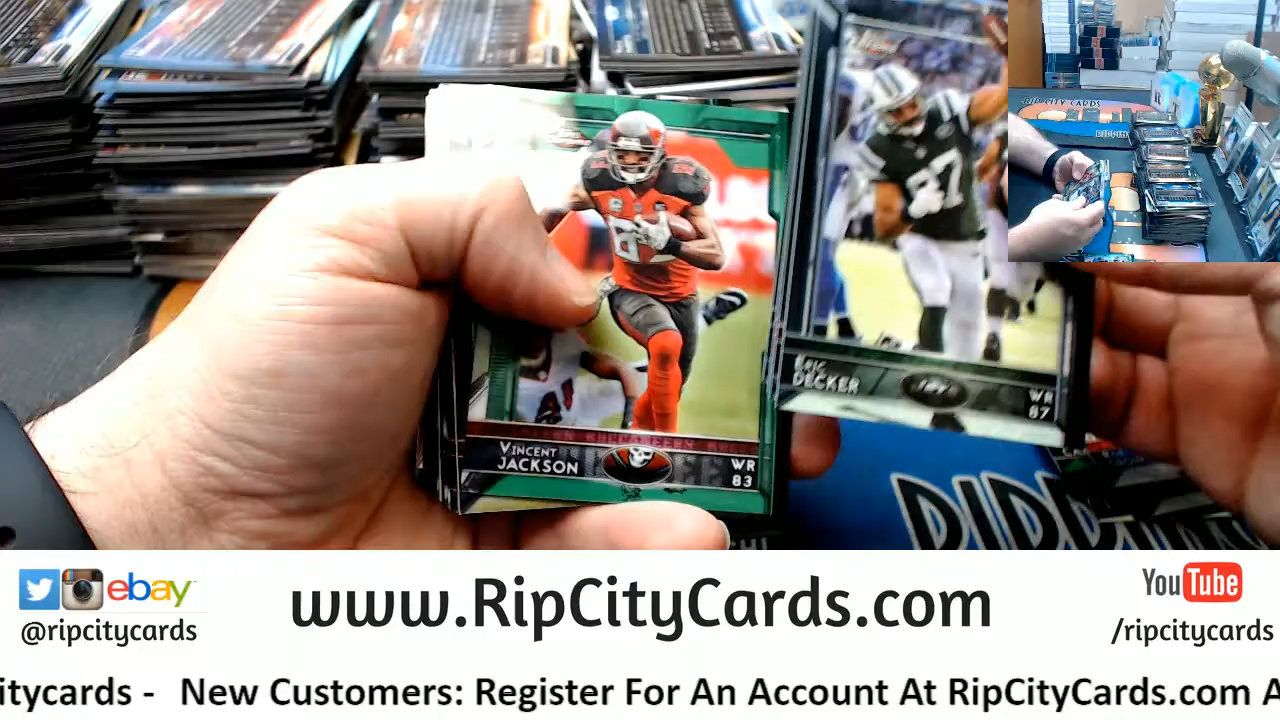 ERIC
DECKER
WR
87
VINCENT
JACKSON
WR
83
RIP CITY CARDS
ebay
@ripcitycards
www.RipCityCards.com
YouTube
/ripcitycards
itycards - New Customers: Register For An Account At RipCityCards.com A